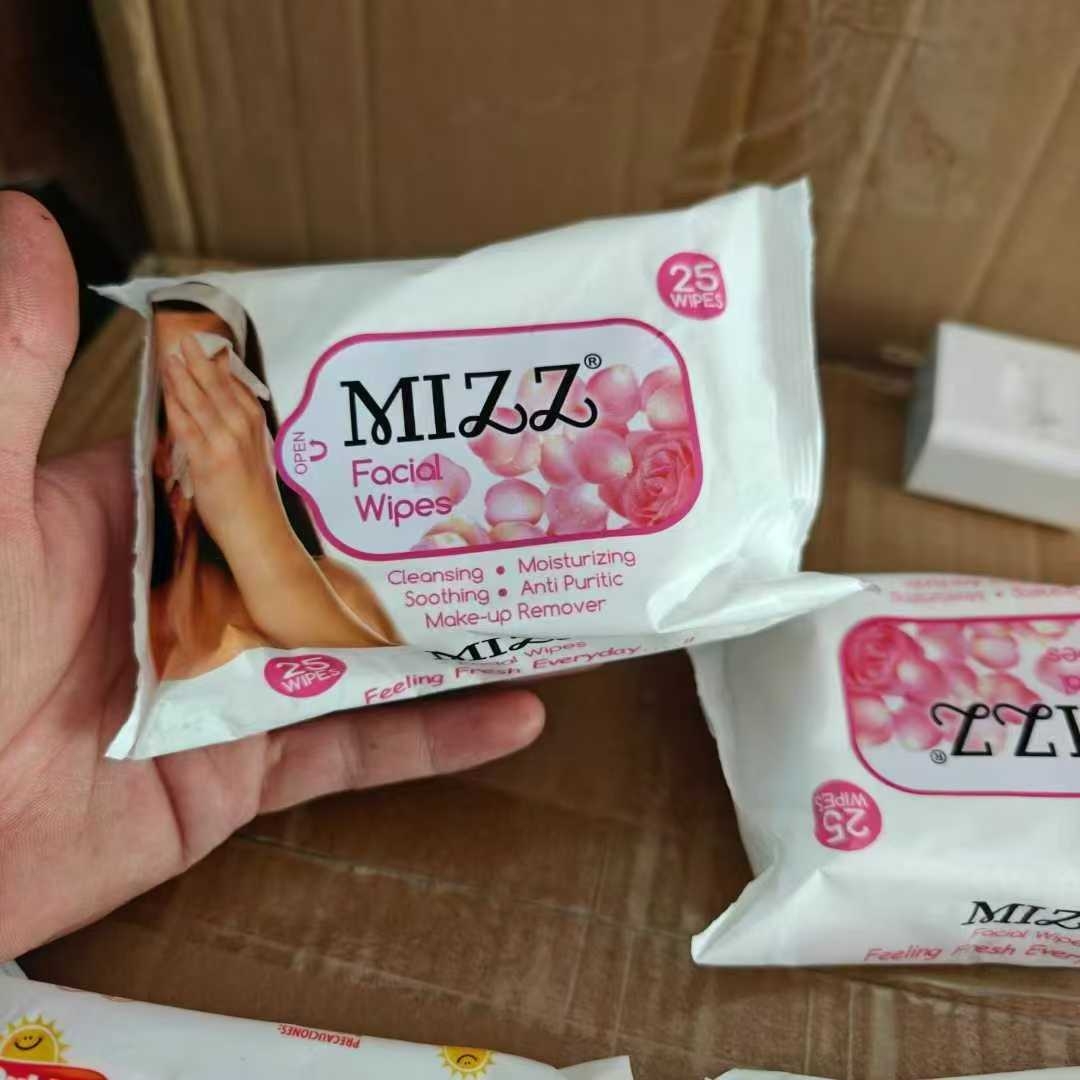 25
WIPES
MIZZ®
OPEN
Facial
Wipes
Cleansing • Moisturizing
Soothing • Anti Puritic
Make-up Remover
25
WIPES
MIZZ
Facial Wipes
Feeling Fresh Everyday
MIZZ®
25
WIPES
MIZZ
Facial Wipes
Feeling Fresh Every
PRECAUCIONES: